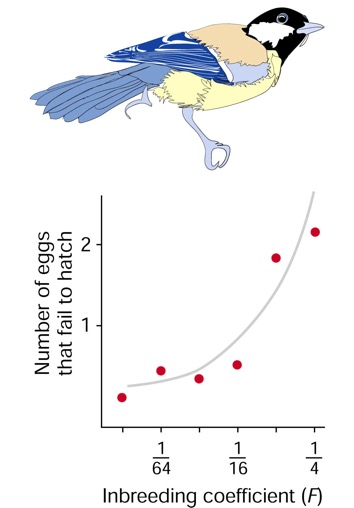 Number of eggs
that fail to hatch
2
1
1/64
1/16
1/4
Inbreeding coefficient (F)